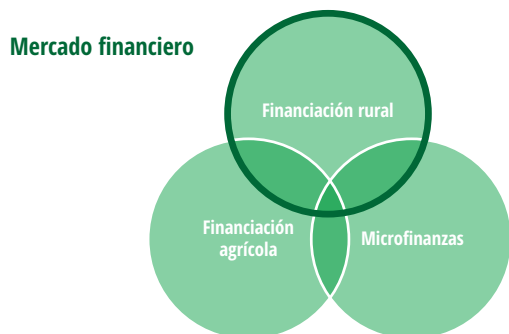 Mercado financiero
Financiación rural
Financiación
agrícola
Microfinanzas